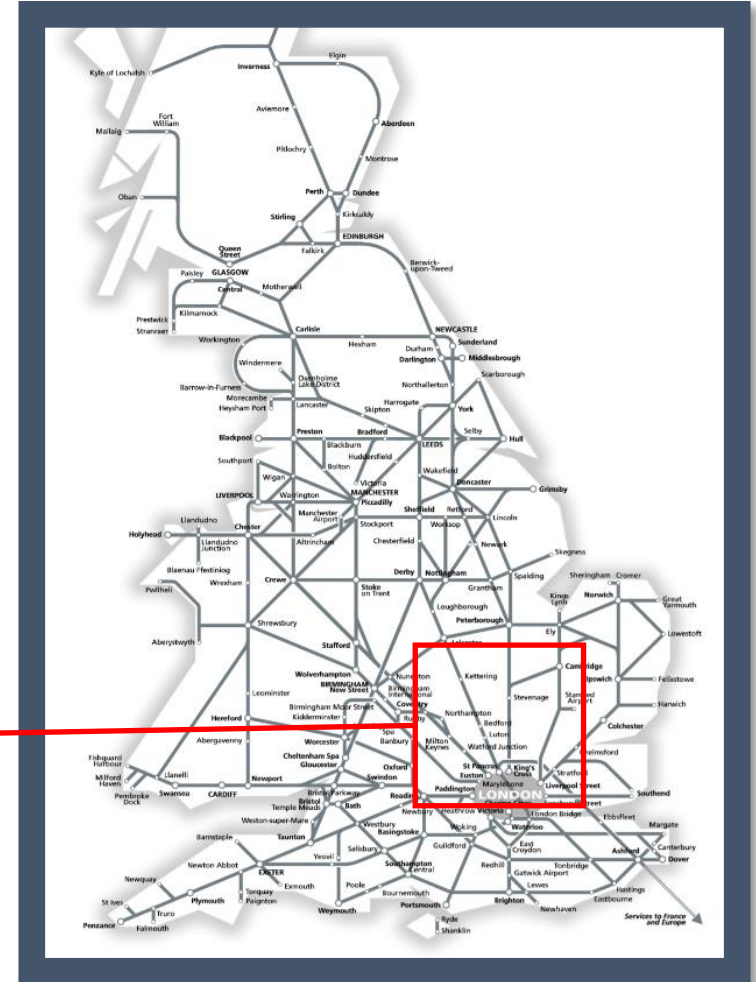 Elgin
Inverness
Kyle of Lochalsh
Aviemore
Fort
William
Mallaig
Aberdeen
Pitlochry
Montrose
Perth
Dundee
Oban
Stirling
Kirkcaldy
EDINBURGH
Queen
Street
Falkirk
Berwick-
upon-Tweed
Paisley
GLASGOW
Central
Motherwell
Prestwick
Kilmarnock
Stranraer
Carlisle
NEWCASTLE
Workington
Hexham
Sunderland
Durham
Darlington
Middlesbrough
Windermere
Scarborough
Oxenholme
Lake District
Barrow-in-Furness
Northallerton
Morecambe
Heysham Port
Lancaster
Harrogate
Skipton
York
Blackpool
Preston
Bradford
Selby
Blackburn
LEEDS
Hull
Huddersfield
Southport
Bolton
Wakefield
Wigan
Victoria
Doncaster
MANCHESTER
Grimsby
LIVERPOOL
Warrington
Piccadilly
Manchester
Airport
Sheffield
Retford
Lincoln
Llandudno
Stockport
Worksop
Holyhead
Chester
Llandudno
Junction
Altrincham
Chesterfield
Newark
Skegness
Blaenau Ffestiniog
Derby
Nottingham
Pwllheli
Wrexham
Crewe
Stoke
on Trent
Grantham
Spalding
Sheringham
Cromer
Kings
Lynn
Norwich
Great
Yarmouth
Loughborough
Shrewsbury
Peterborough
Ely
Lowestoft
Aberystwyth
Stafford
Leicester
Wolverhampton
Nuneaton
Kettering
Cambridge
BIRMINGHAM
New Street
Birmingham
International
Ipswich
Felixstowe
Leominster
Coventry
Stevenage
Stansted
Airport
Birmingham Moor Street
Kidderminster
Rugby
Northampton
Harwich
Hereford
Bedford
Colchester
Spa
Worcester
Banbury
Milton
Keynes
Luton
Abergavenny
Watford Junction
Chelmsford
Fishguard
Harbour
Cheltenham Spa
Gloucester
Oxford
St Pancras
King's
Cross
Stratford
Llanelli
Euston
Milford
Haven
Newport
Swindon
Marylebone
Liverpool Street
Pembroke
Dock
Swansea
CARDIFF
Bristol Parkway
Reading
Paddington
LONDON
Southend
Bristol
Temple Meads
Bath
Newbury
Heathrow
Victoria
London Bridge
Ebbsfleet
Weston-super-Mare
Westbury
Basingstoke
Woking
Waterloo
Margate
Barnstaple
Taunton
Salisbury
Guildford
East
Croydon
Canterbury
Ashford
Dover
Newton Abbot
Yeovil
Southampton
Central
Redhill
Tonbridge
Newquay
EXETER
Gatwick Airport
Exmouth
Poole
Bournemouth
Lewes
Hastings
St Ives
Torquay
Paignton
Eastbourne
Plymouth
Weymouth
Portsmouth
Brighton
Newhaven
Truro
Penzance
Falmouth
Ryde
Shanklin
Services to France
and Europe